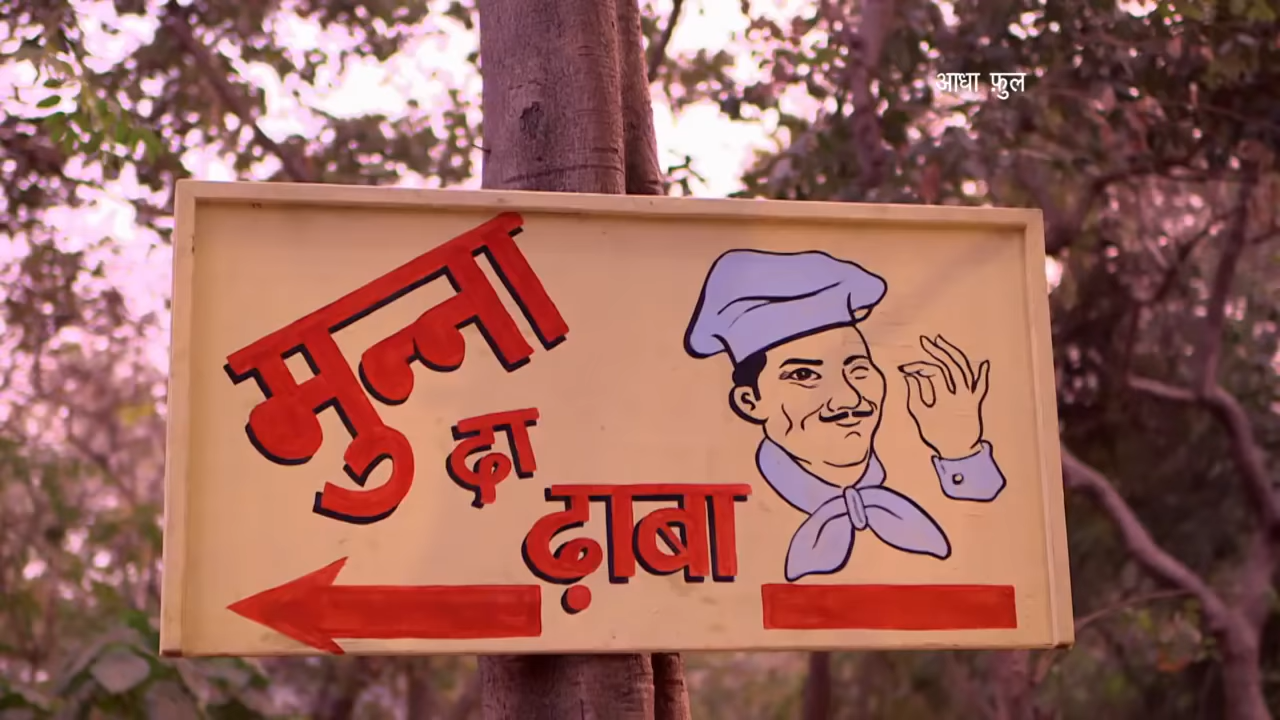 आधा फ़ुल
मुन्ना
दा
ढ़ाबा